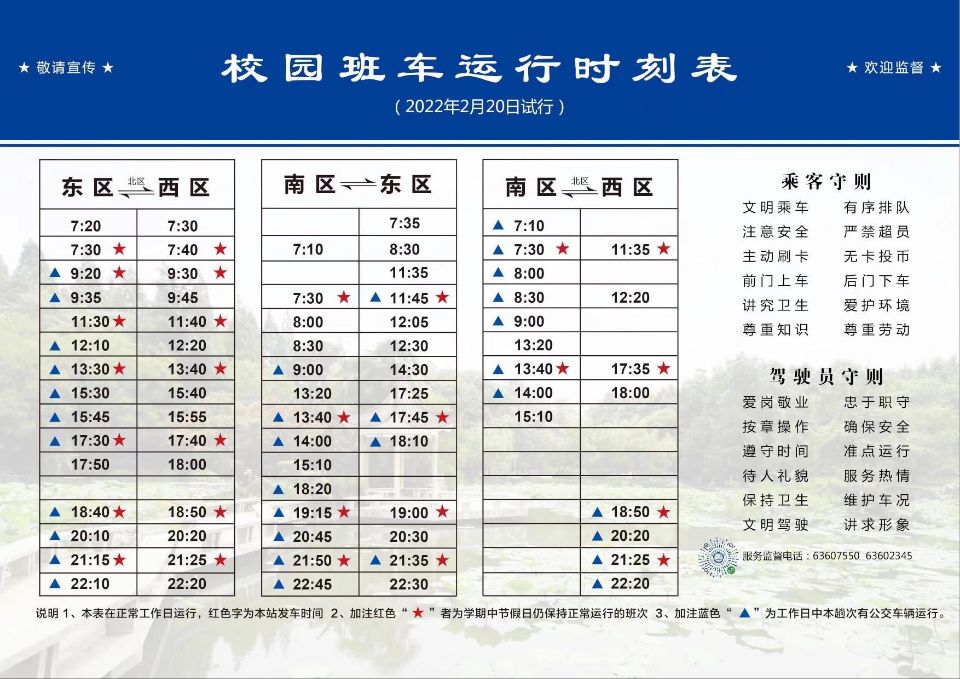 ★ 敬请宣传 ★
校园班车运行时刻表
★ 欢迎监督 ★
（2022年2月20日试行）
东区 北区 西区
7:20 7:30
7:30 ★ 7:40 ★
▲ 9:20 ★ 9:30 ★
▲ 9:35 9:45
11:30 ★ 11:40 ★
▲ 12:10 12:20
▲ 13:30 ★ 13:40 ★
▲ 15:30 15:40
▲ 15:45 15:55
▲ 17:30 ★ 17:40 ★
17:50 18:00
▲ 18:40 ★ 18:50 ★
▲ 20:10 20:20
▲ 21:15 ★ 21:25 ★
▲ 22:10 22:20
南区 东区
7:35
7:10 8:30
11:35
7:30 ★ ▲ 11:45 ★
8:00 12:05
8:30 12:30
▲ 9:00 14:30
13:20 17:25
▲ 13:40 ★ ▲ 17:45 ★
▲ 14:00 ▲ 18:10
15:10
▲ 18:20
▲ 19:15 ★ 19:00 ★
▲ 20:45 20:30
▲ 21:50 ★ ▲ 21:35 ★
▲ 22:45 22:30
南区 北区 西区
▲ 7:10
▲ 7:30 ★ 11:35 ★
▲ 8:00
▲ 8:30 12:20
▲ 9:00
13:20
▲ 13:40 ★ 17:35 ★
▲ 14:00 18:00
15:10
▲ 18:50 ★
▲ 20:20
▲ 21:25 ★
▲ 22:20
乘客守则
文明乘车 有序排队
注意安全 严禁超员
主动刷卡 无卡投币
前门上车 后门下车
讲究卫生 爱护环境
尊重知识 尊重劳动
驾驶员守则
爱岗敬业 忠于职守
按章操作 确保安全
遵守时间 准点运行
待人礼貌 服务热情
保持卫生 维护车况
文明驾驶 讲求形象
服务监督电话：63607550 63602345
说明 1、本表在正常工作日运行，红色字为本站发车时间 2、加注红色“ ★ ”者为学期中节假日仍保持正常运行的班次 3、加注蓝色“ ▲ ”为工作日中本趟次有公交车辆运行。